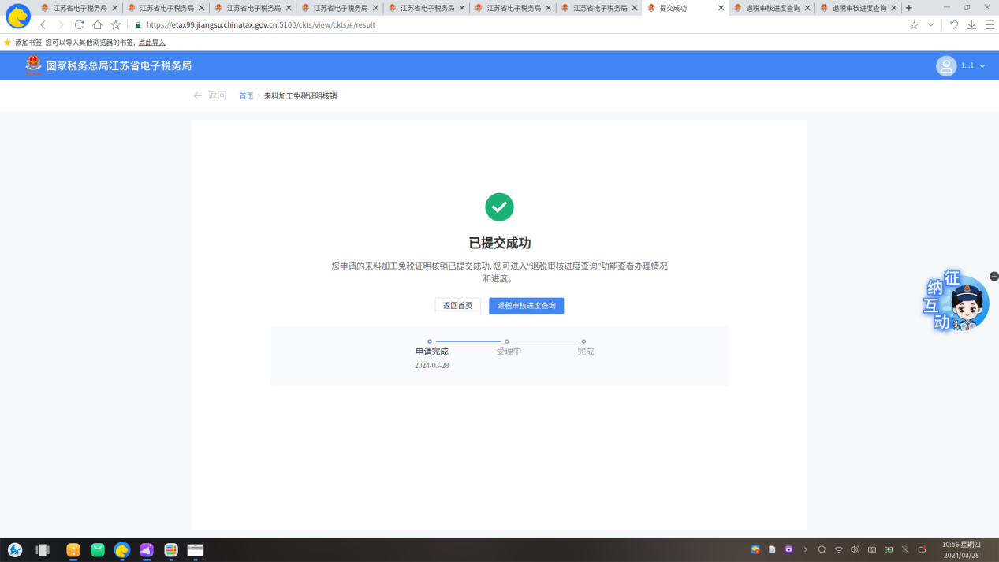 江苏省电子税务局
江苏省电子税务局
江苏省电子税务局
江苏省电子税务局
江苏省电子税务局
江苏省电子税务局
江苏省电子税务局
提交成功
退税审核进度查询
退税审核进度查询
https://etax99.jiangsu.chinatax.gov.cn:5100/ckts/view/ckts/#/result
添加书签 您可以导入其他浏览器的书签, 点此导入
国家税务总局江苏省电子税务局
1...1
返回 首页 › 来料加工免税证明核销
已提交成功
您申请的来料加工免税证明核销已提交成功, 您可进入“退税审核进度查询”功能查看办理情况
和进度。
返回首页 退税审核进度查询
申请完成 受理中 完成
2024-03-28
征
纳
互
动
10:56 星期四
2024/03/28